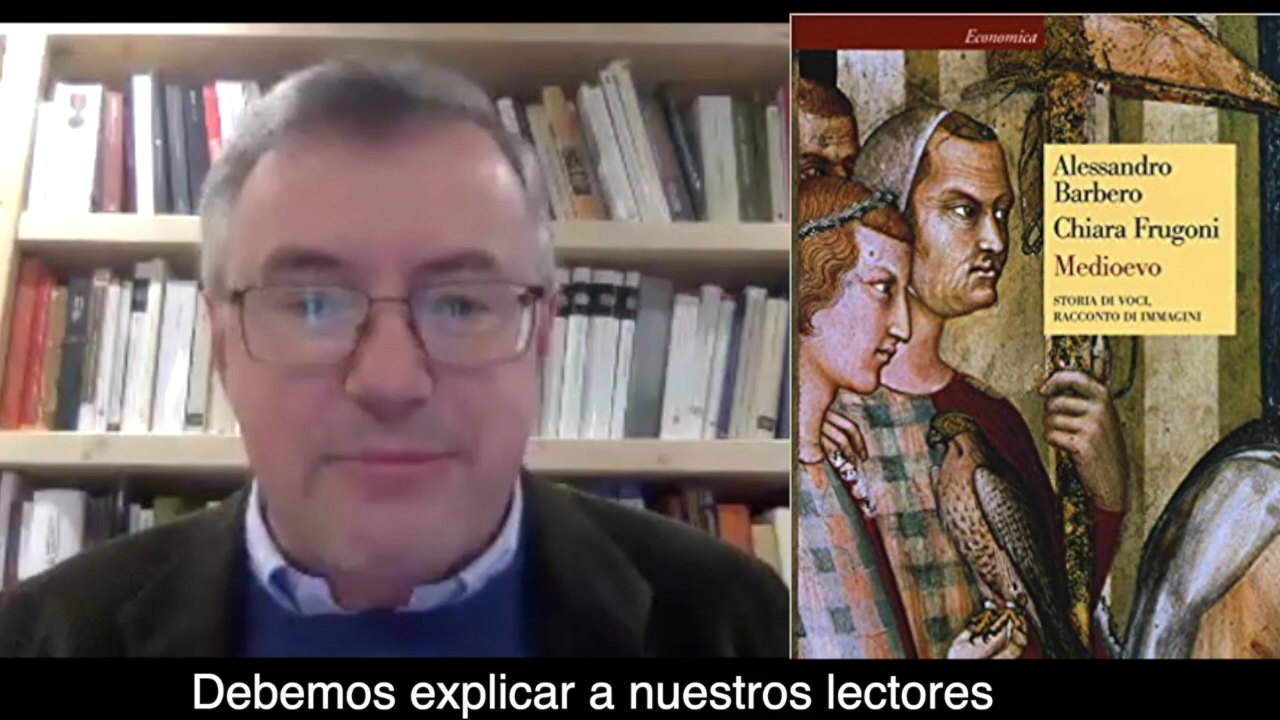 Economica
Alessandro
Barbero
Chiara Frugoni
Medioevo
STORIA DI VOCI,
RACCONTO DI IMMAGINI
Debemos explicar a nuestros lectores